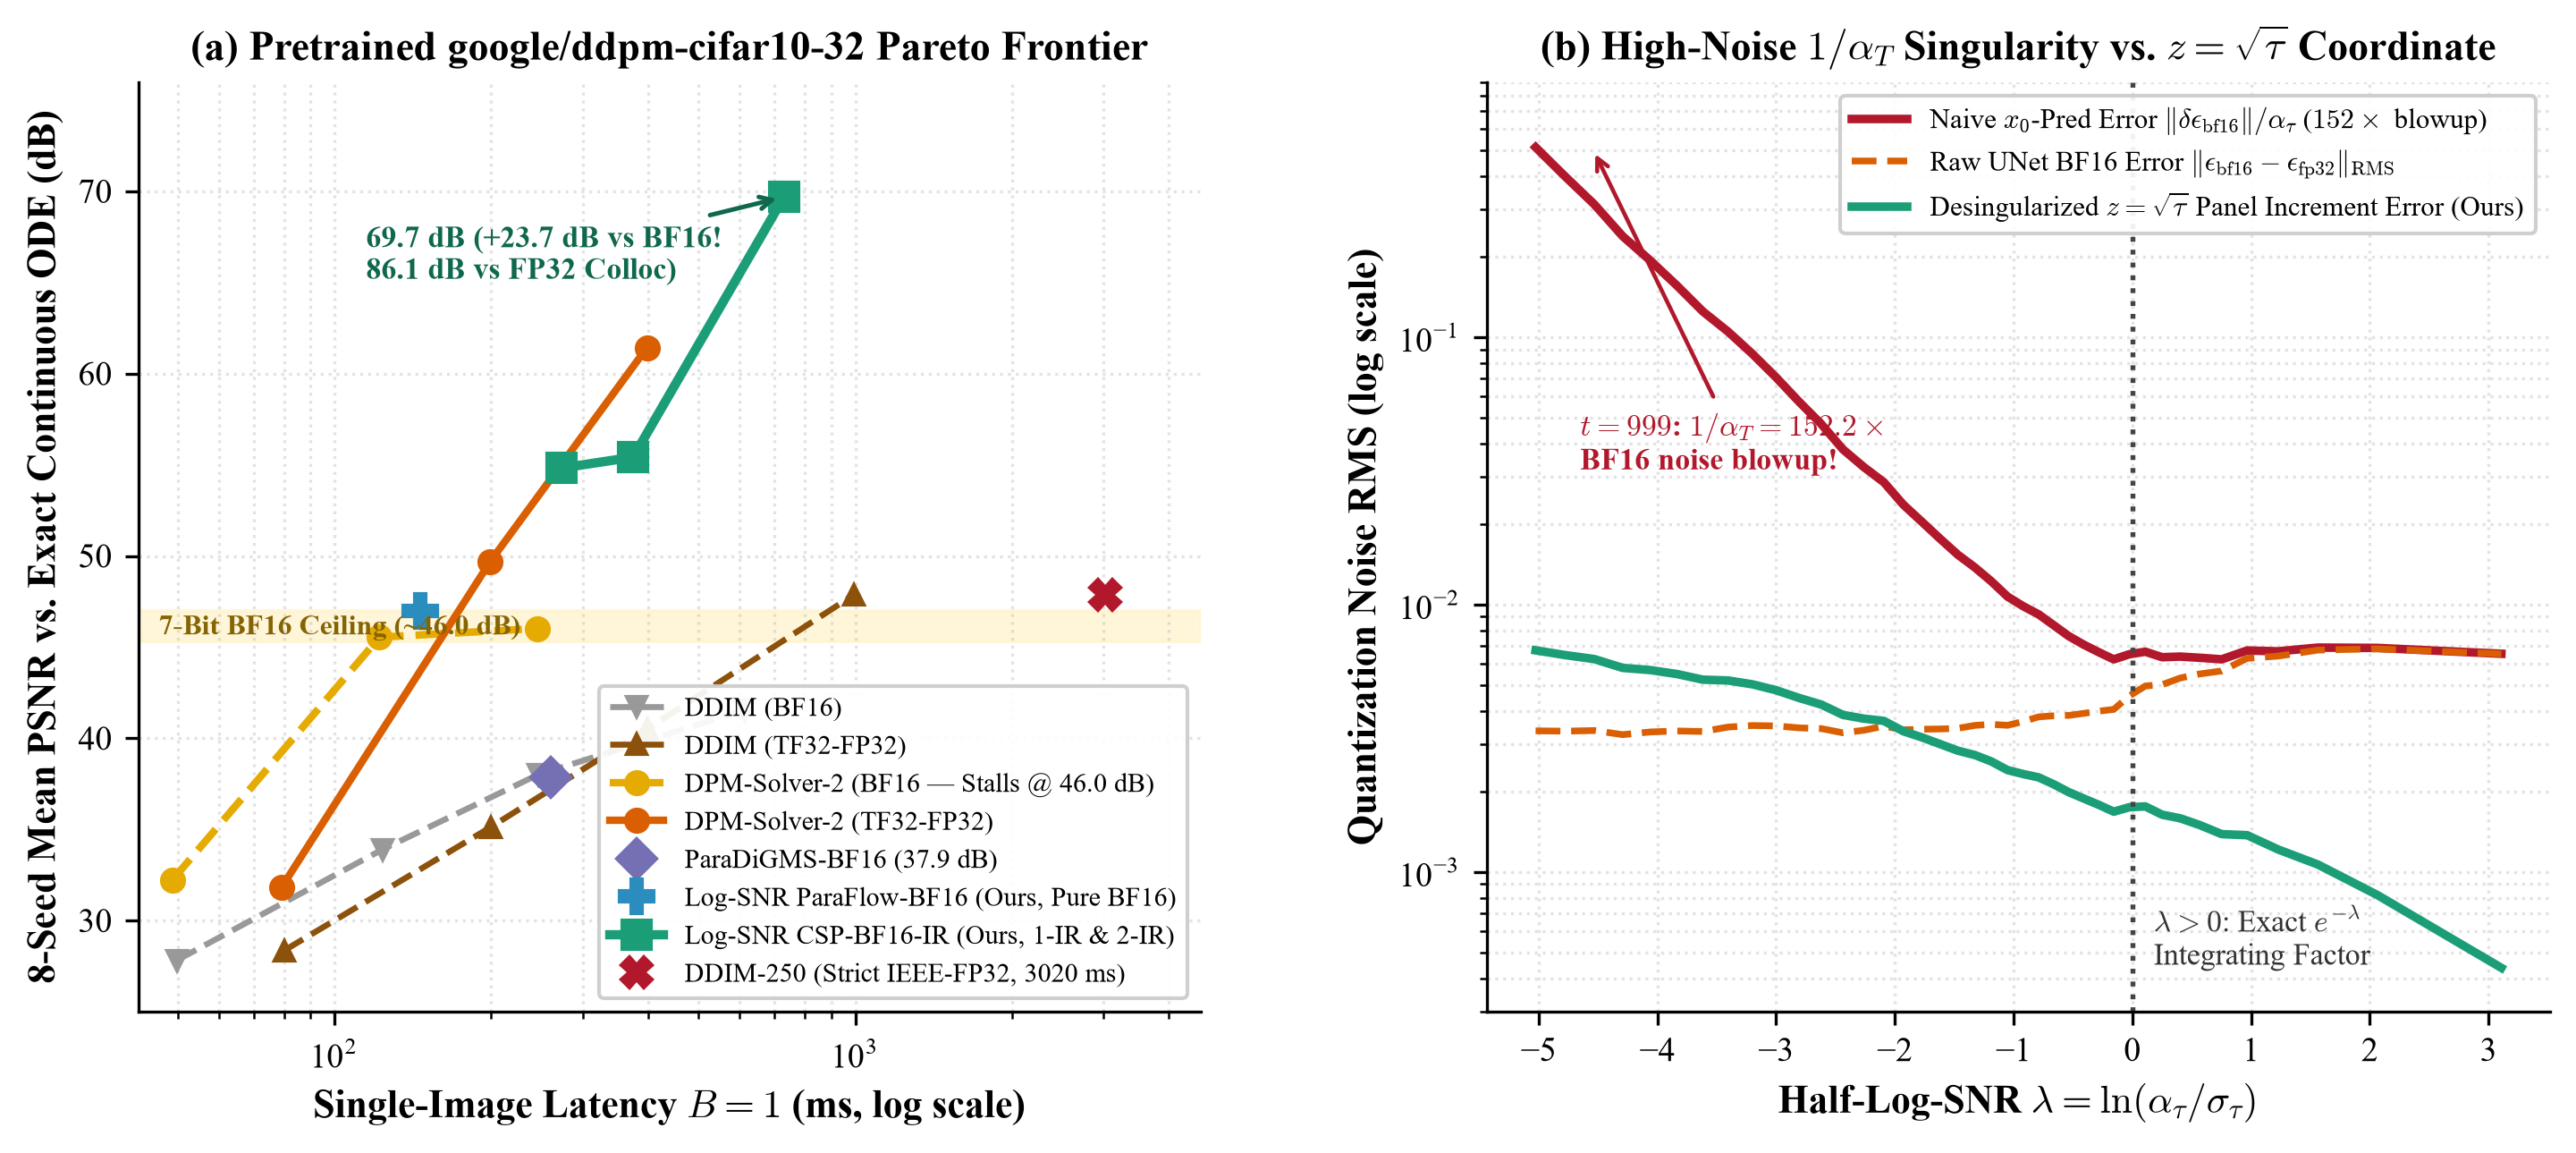 (a) Pretrained google/ddpm-cifar10-32 Pareto Frontier
8-Seed Mean PSNR vs. Exact Continuous ODE (dB)
70
60
50
40
30
69.7 dB (+23.7 dB vs BF16!
86.1 dB vs FP32 Colloc)
7-Bit BF16 Ceiling (~46.0 dB)
DDIM (BF16)
DDIM (TF32-FP32)
DPM-Solver-2 (BF16 — Stalls @ 46.0 dB)
DPM-Solver-2 (TF32-FP32)
ParaDiGMS-BF16 (37.9 dB)
Log-SNR ParaFlow-BF16 (Ours, Pure BF16)
Log-SNR CSP-BF16-IR (Ours, 1-IR & 2-IR)
DDIM-250 (Strict IEEE-FP32, 3020 ms)
10² 10³
Single-Image Latency B = 1 (ms, log scale)
(b) High-Noise 1/α_T Singularity vs. z = √τ Coordinate
Quantization Noise RMS (log scale)
10⁻¹
10⁻²
10⁻³
Naive x₀-Pred Error ‖δϵ_bf16‖/α_τ (152× blowup)
Raw UNet BF16 Error ‖ϵ_bf16 − ϵ_fp32‖_RMS
Desingularized z = √τ Panel Increment Error (Ours)
t = 999: 1/α_T = 152.2×
BF16 noise blowup!
λ > 0: Exact e^−λ
Integrating Factor
−5 −4 −3 −2 −1 0 1 2 3
Half-Log-SNR λ = ln(α_τ/σ_τ)